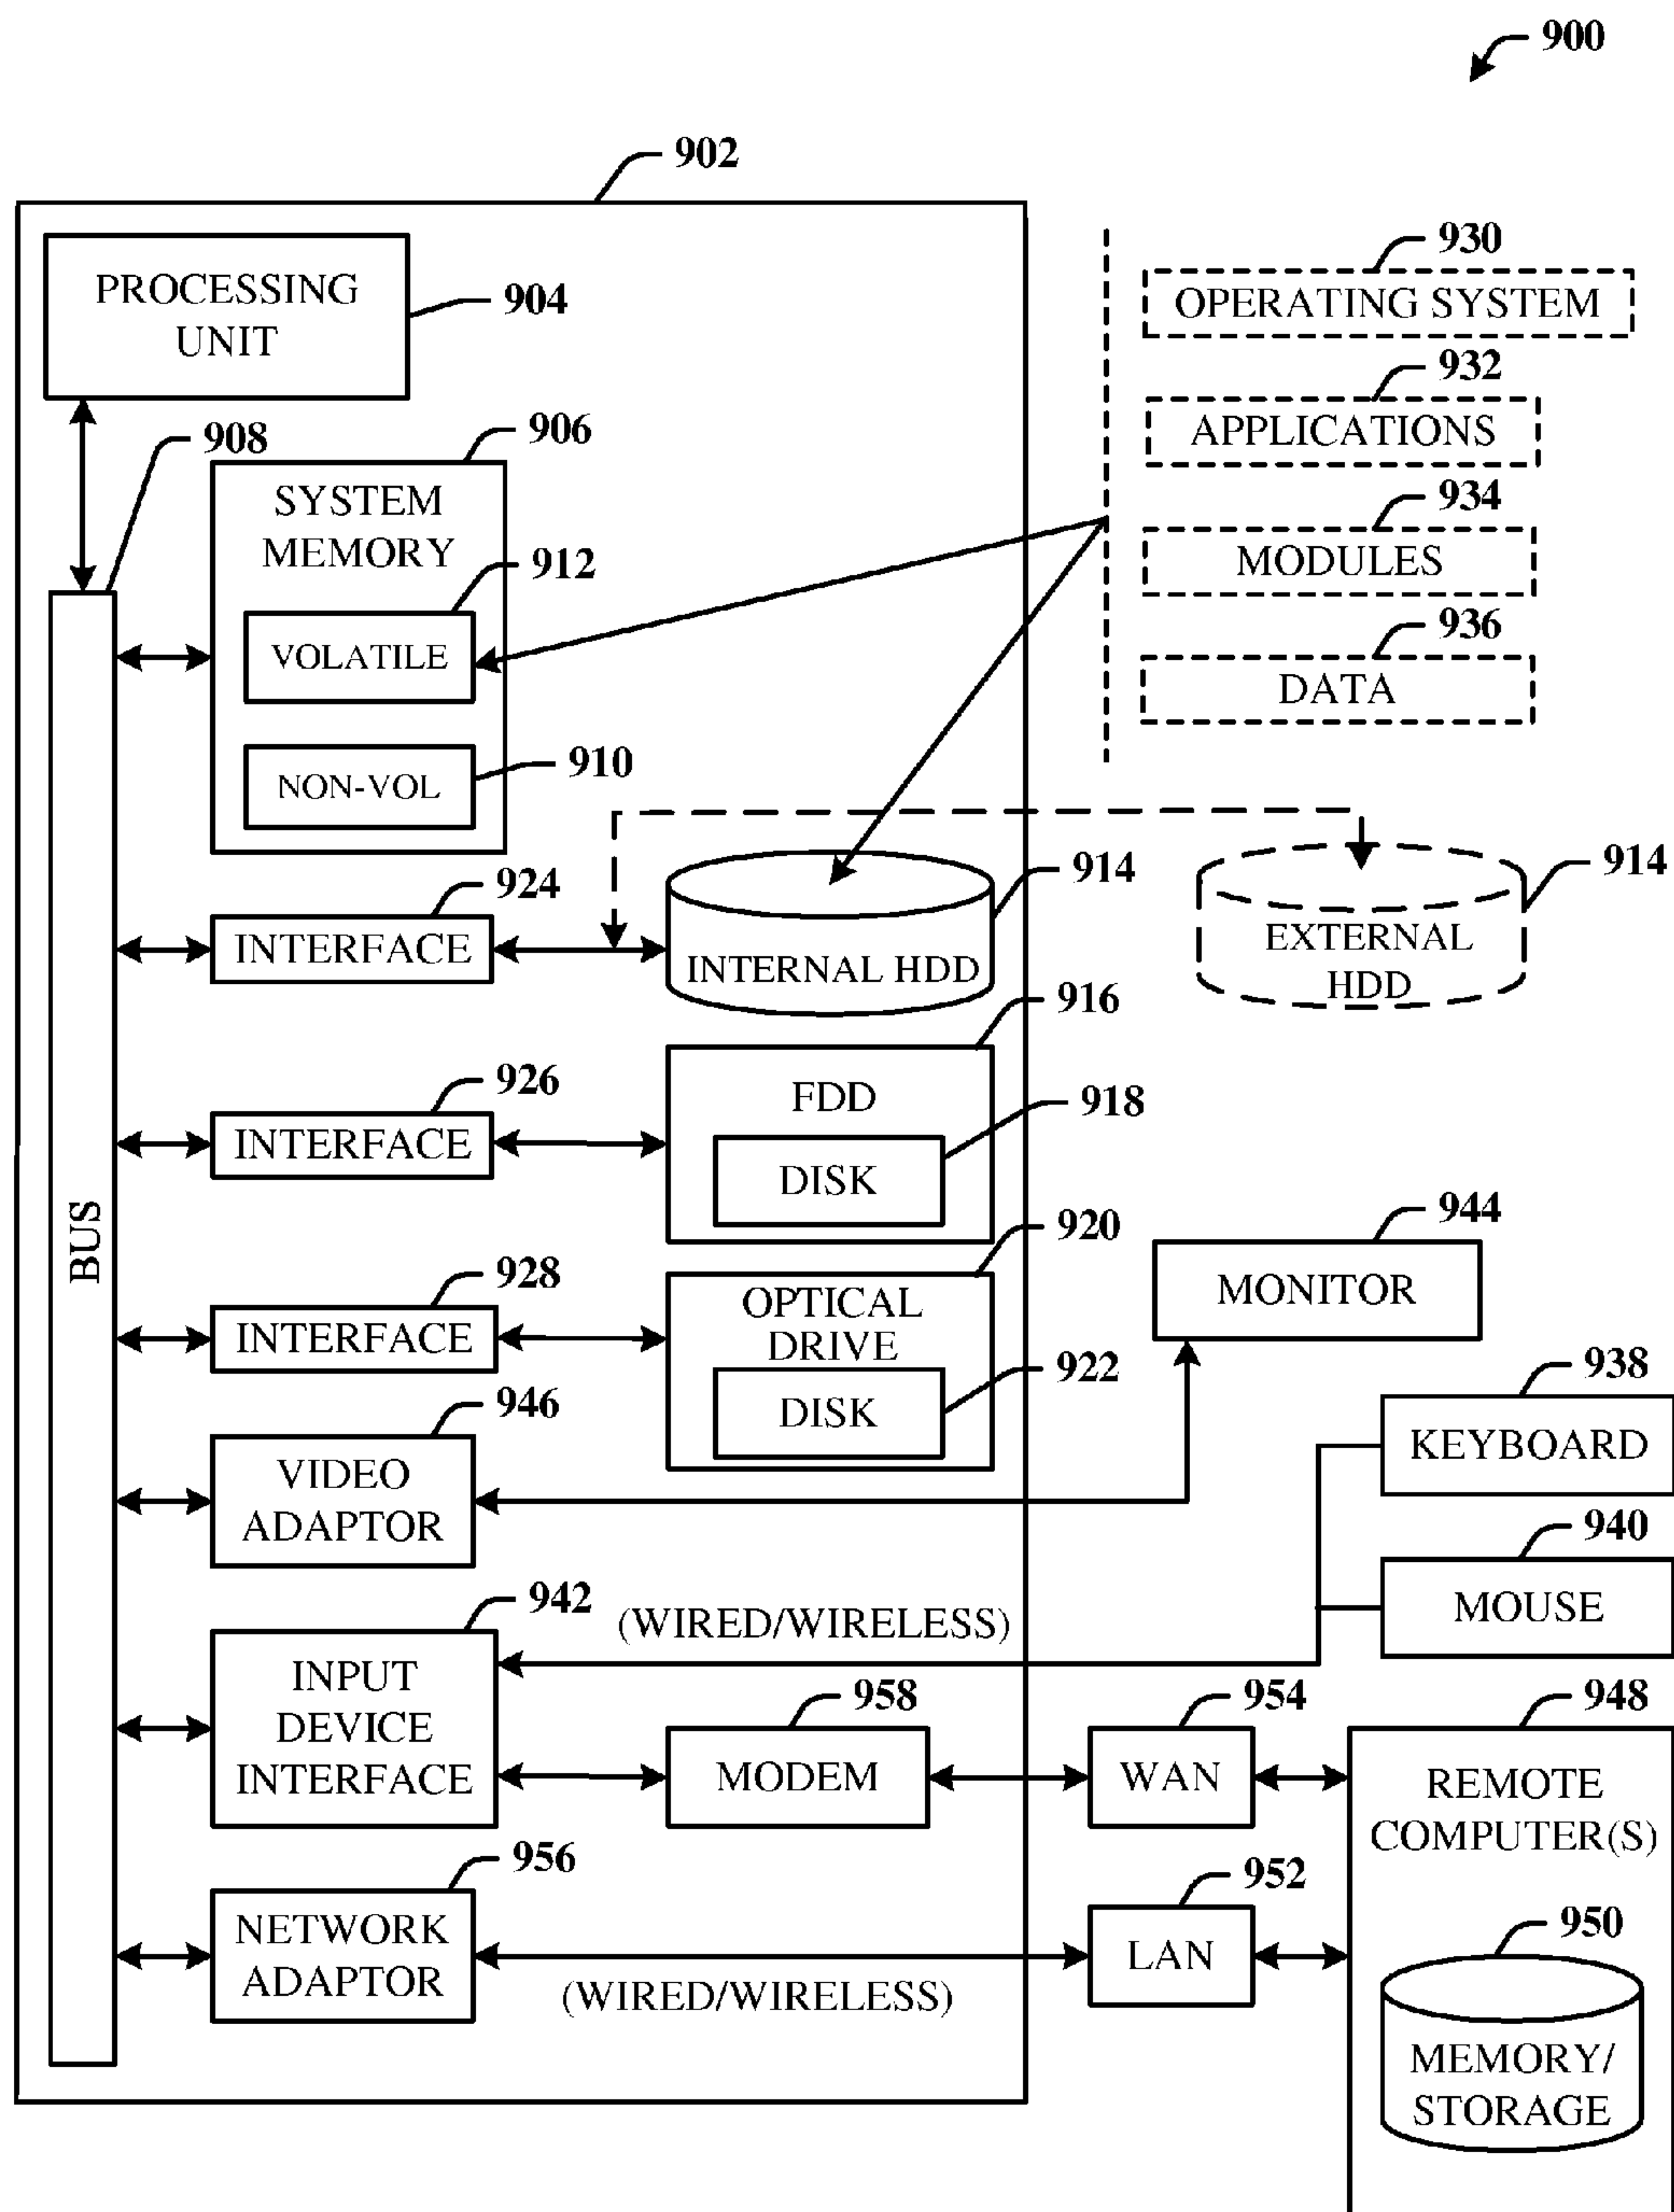 900
902
PROCESSING
UNIT
904
930
OPERATING SYSTEM
932
APPLICATIONS
934
MODULES
936
DATA
908
906
SYSTEM
MEMORY
912
VOLATILE
910
NON-VOL
924
INTERFACE
914
INTERNAL HDD
914
EXTERNAL
HDD
926
INTERFACE
916
FDD
918
DISK
BUS
928
INTERFACE
920
OPTICAL
DRIVE
922
DISK
944
MONITOR
946
VIDEO
ADAPTOR
938
KEYBOARD
940
MOUSE
942
INPUT
DEVICE
INTERFACE
(WIRED/WIRELESS)
958
MODEM
954
WAN
948
REMOTE
COMPUTER(S)
956
NETWORK
ADAPTOR
(WIRED/WIRELESS)
952
LAN
950
MEMORY/
STORAGE